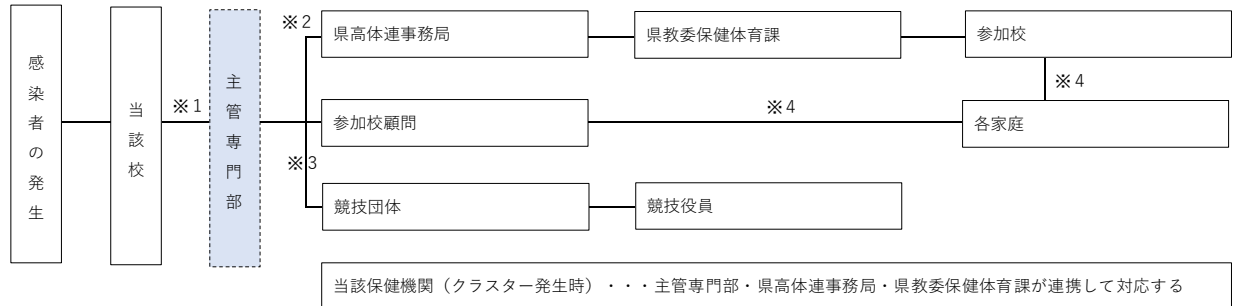 感染者の発生
当該校
※1
主管専門部
※2
県高体連事務局
県教委保健体育課
参加校
※4
参加校顧問
※4
各家庭
※3
競技団体
競技役員
当該保健機関（クラスター発生時）・・・主管専門部・県高体連事務局・県教委保健体育課が連携して対応する